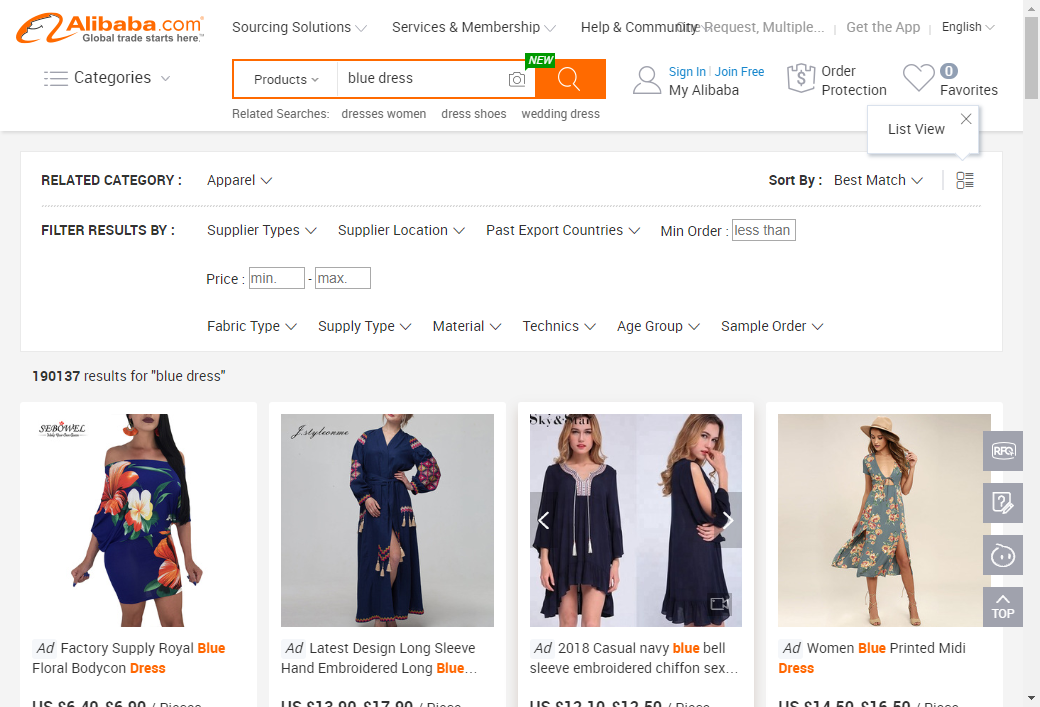 Alibaba.com
Global trade starts here.™
Sourcing Solutions
Services & Membership
Help & Community
One Request, Multiple...
Get the App
English
Categories
Products
blue dress
NEW
Sign In | Join Free
My Alibaba
Order
Protection
0
Favorites
Related Searches: dresses women dress shoes wedding dress
List View
RELATED CATEGORY :
Apparel
Sort By :
Best Match
FILTER RESULTS BY :
Supplier Types
Supplier Location
Past Export Countries
Min Order : less than
Price : min. - max.
Fabric Type
Supply Type
Material
Technics
Age Group
Sample Order
190137 results for "blue dress"
SEBOWEL
J.styleonme
Sky&Star
RFQ
TOP
Ad Factory Supply Royal Blue
Floral Bodycon Dress
Ad Latest Design Long Sleeve
Hand Embroidered Long Blue...
Ad 2018 Casual navy blue bell
sleeve embroidered chiffon sex...
Ad Women Blue Printed Midi
Dress
US $6.40-$6.90 / Pieces
US $13.90-$17.90 / Piece
US $12.10-$12.50 / Piece
US $14.50-$16.50 / Piece